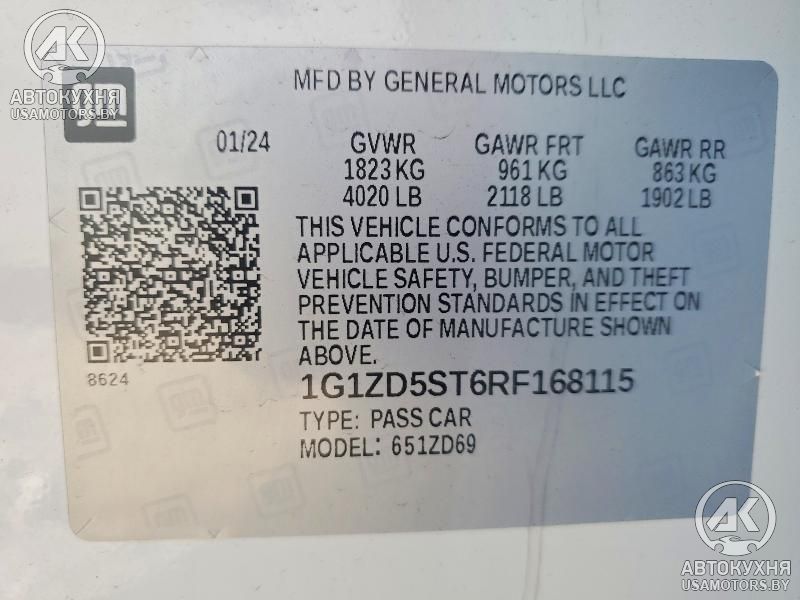 AK
АВТОКУХНЯ
USAMOTORS.BY
gm
MFD BY GENERAL MOTORS LLC
01/24 GVWR GAWR FRT GAWR RR
1823 KG 961 KG 863 KG
4020 LB 2118 LB 1902 LB
THIS VEHICLE CONFORMS TO ALL
APPLICABLE U.S. FEDERAL MOTOR
VEHICLE SAFETY, BUMPER, AND THEFT
PREVENTION STANDARDS IN EFFECT ON
THE DATE OF MANUFACTURE SHOWN
ABOVE.
8624
1G1ZD5ST6RF168115
TYPE: PASS CAR
MODEL: 651ZD69
AK
АВТОКУХНЯ
USAMOTORS.BY